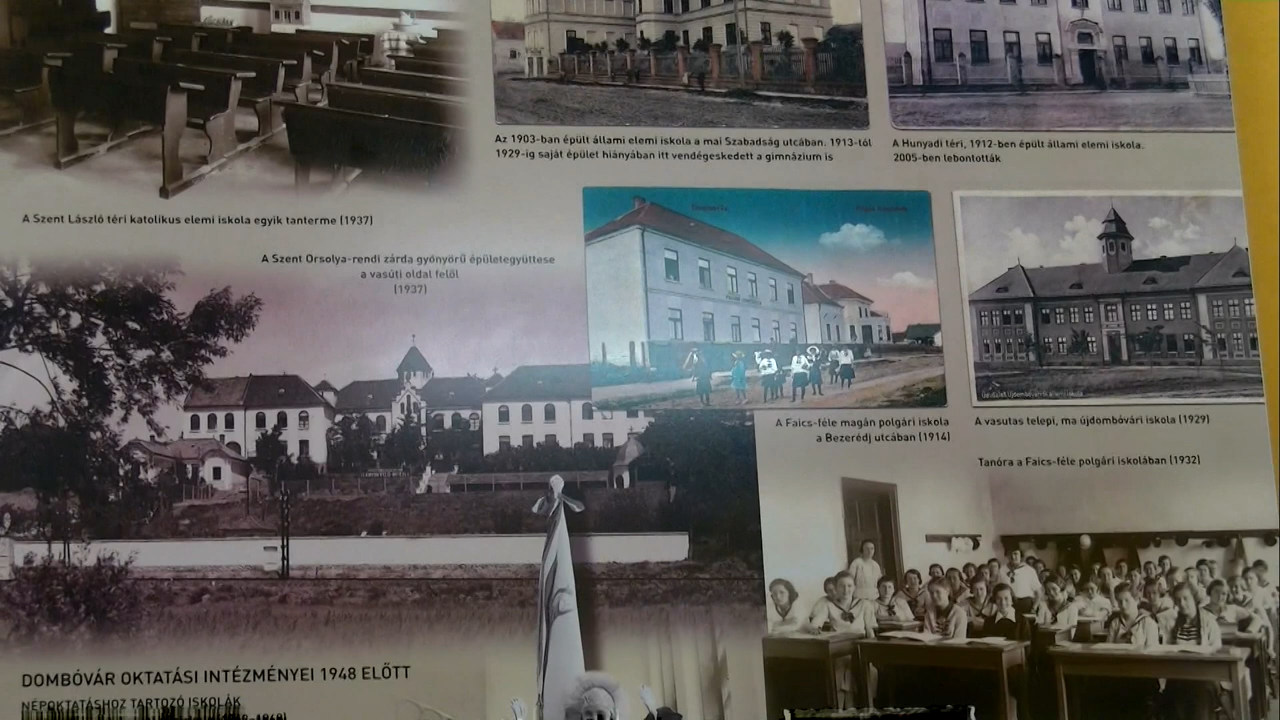 Az 1903-ban épült állami elemi iskola a mai Szabadság utcában. 1913-tól
1929-ig saját épület hiányában itt vendégeskedett a gimnázium is
A Hunyadi téri, 1912-ben épült állami elemi iskola.
2005-ben lebontották
A Szent László téri katolikus elemi iskola egyik tanterme (1937)
A Szent Orsolya-rendi zárda gyönyörű épületegyüttese
a vasúti oldal felől
(1937)
A Faics-féle magán polgári iskola
a Bezerédj utcában (1914)
A vasutas telepi, ma újdombóvári iskola (1929)
Tanóra a Faics-féle polgári iskolában (1932)
DOMBÓVÁR OKTATÁSI INTÉZMÉNYEI 1948 ELŐTT
NÉPOKTATÁSHOZ TARTOZÓ ISKOLÁK